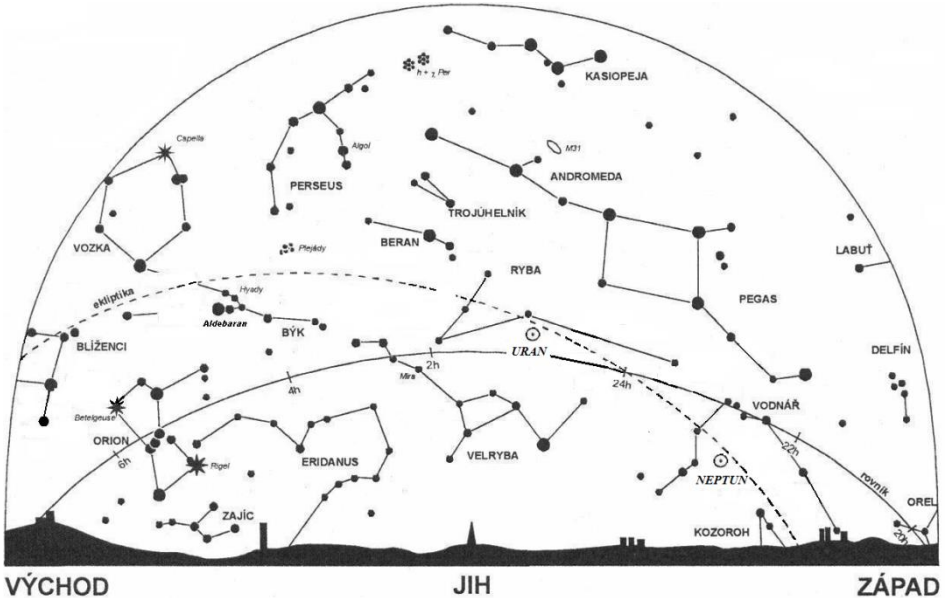 h + χ Per
KASIOPEJA
Capella
Algol
M31
PERSEUS
ANDROMEDA
TROJÚHELNÍK
VOZKA
BERAN
Plejády
LABUŤ
RYBA
ekliptika
Hyady
PEGAS
Aldebaran
BÝK
URAN
BLÍŽENCI
2h
DELFÍN
Mira
4h
24h
VODNÁŘ
Betelgeuse
ORION
22h
6h
ERIDANUS
VELRYBA
Rigel
NEPTUN
rovník
OREL
ZAJÍC
KOZOROH
20h
VÝCHOD
JIH
ZÁPAD